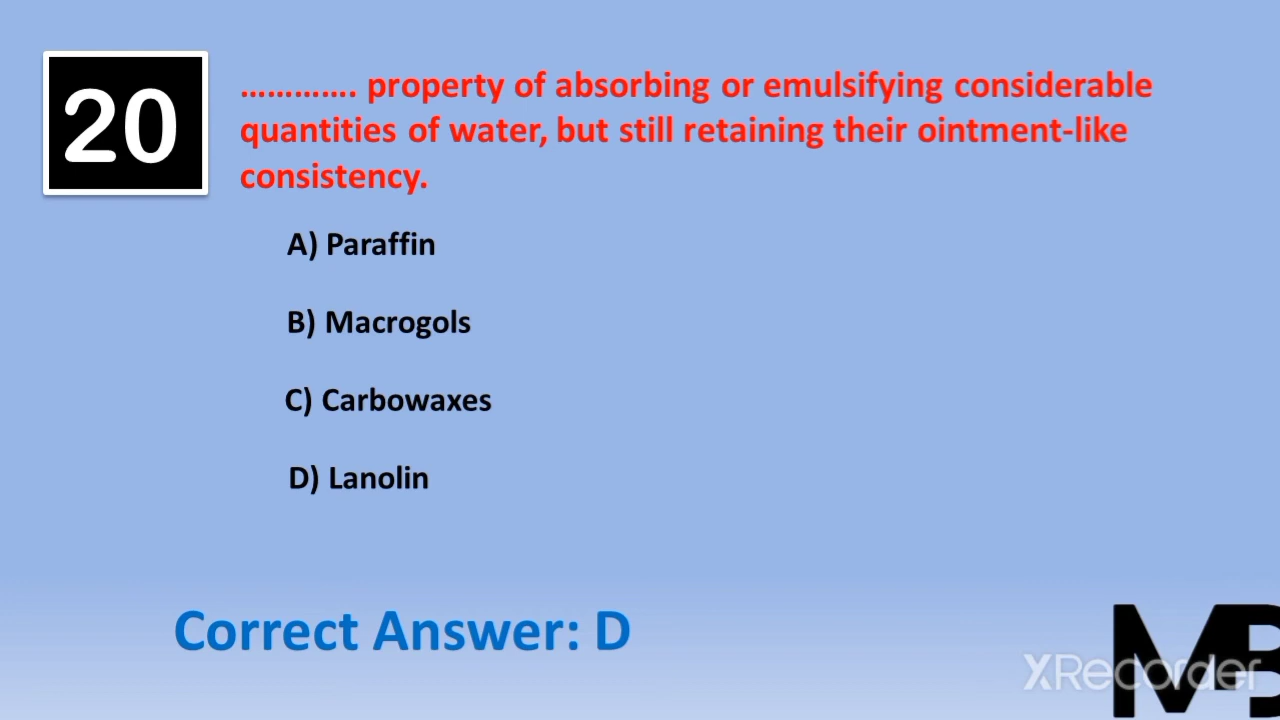 20
............. property of absorbing or emulsifying considerable
quantities of water, but still retaining their ointment-like
consistency.
A) Paraffin
B) Macrogols
C) Carbowaxes
D) Lanolin
Correct Answer: D
MB
XRecorder